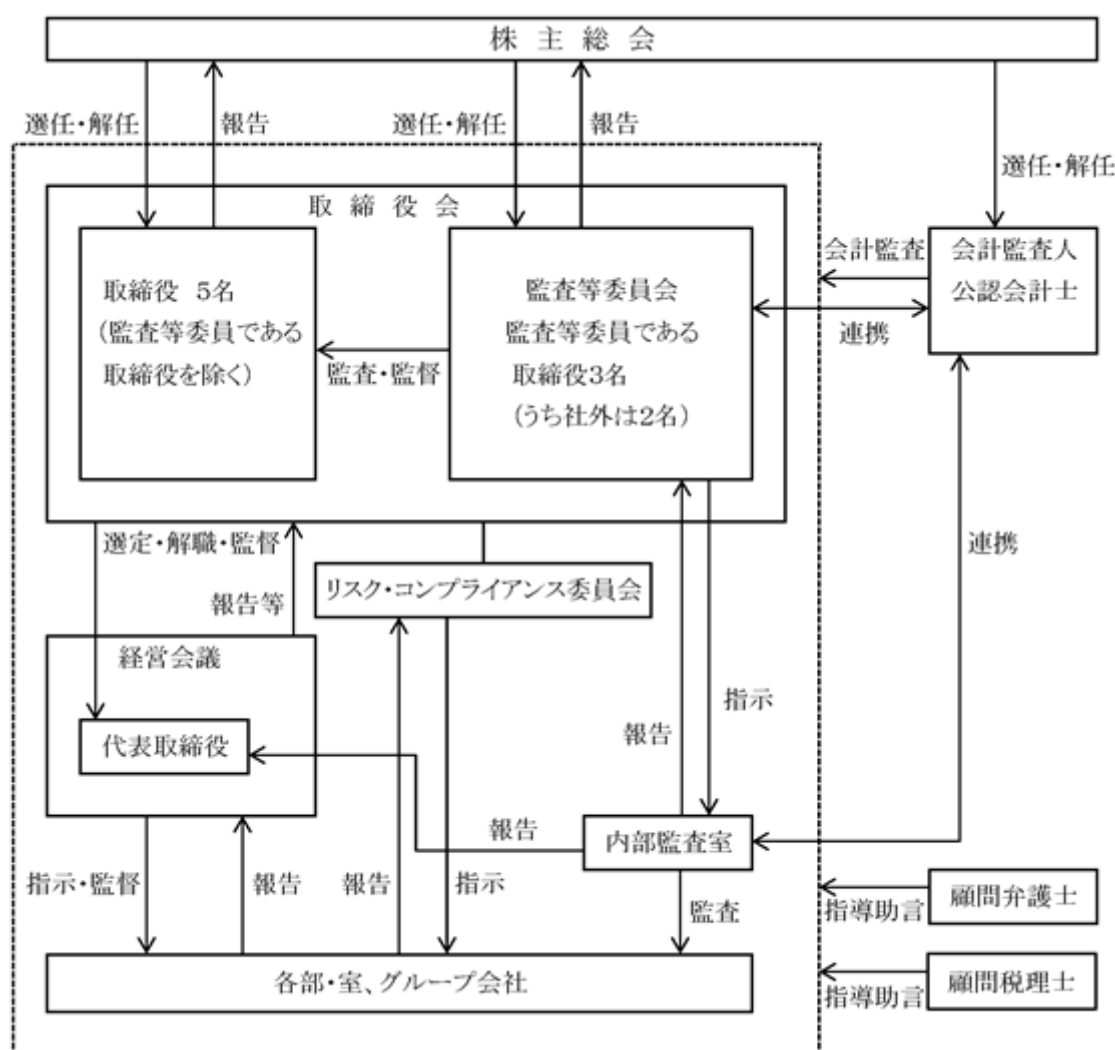 株主総会
選任・解任
報告
選任・解任
報告
選任・解任
取締役会
取締役 5名
(監査等委員である
取締役を除く)
監査・監督
監査等委員会
監査等委員である
取締役3名
(うち社外は2名)
会計監査
連携
会計監査人
公認会計士
選定・解職・監督
報告等
リスク・コンプライアンス委員会
連携
経営会議
代表取締役
報告
指示
報告
内部監査室
指示・監督
報告
報告
指示
監査
指導助言
顧問弁護士
各部・室、グループ会社
指導助言
顧問税理士